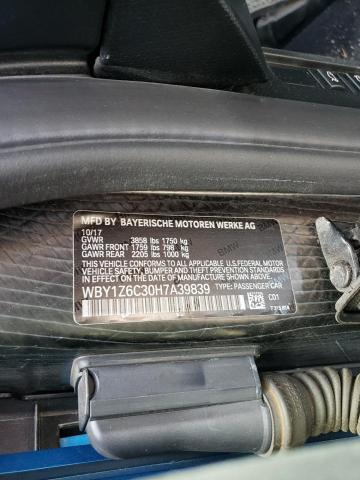 MFD BY BAYERISCHE MOTOREN WERKE AG
10/17
GVWR 3858 lbs 1750 kg
GAWR FRONT 1759 lbs 798 kg
GAWR REAR 2205 lbs 1000 kg
THIS VEHICLE CONFORMS TO ALL APPLICABLE U.S. FEDERAL MOTOR
VEHICLE SAFETY, BUMPER, AND THEFT PREVENTION STANDARDS
IN EFFECT ON THE DATE OF MANUFACTURE SHOWN ABOVE.
WBY1Z6C30H7A39839
TYPE: PASSENGER CAR
C01